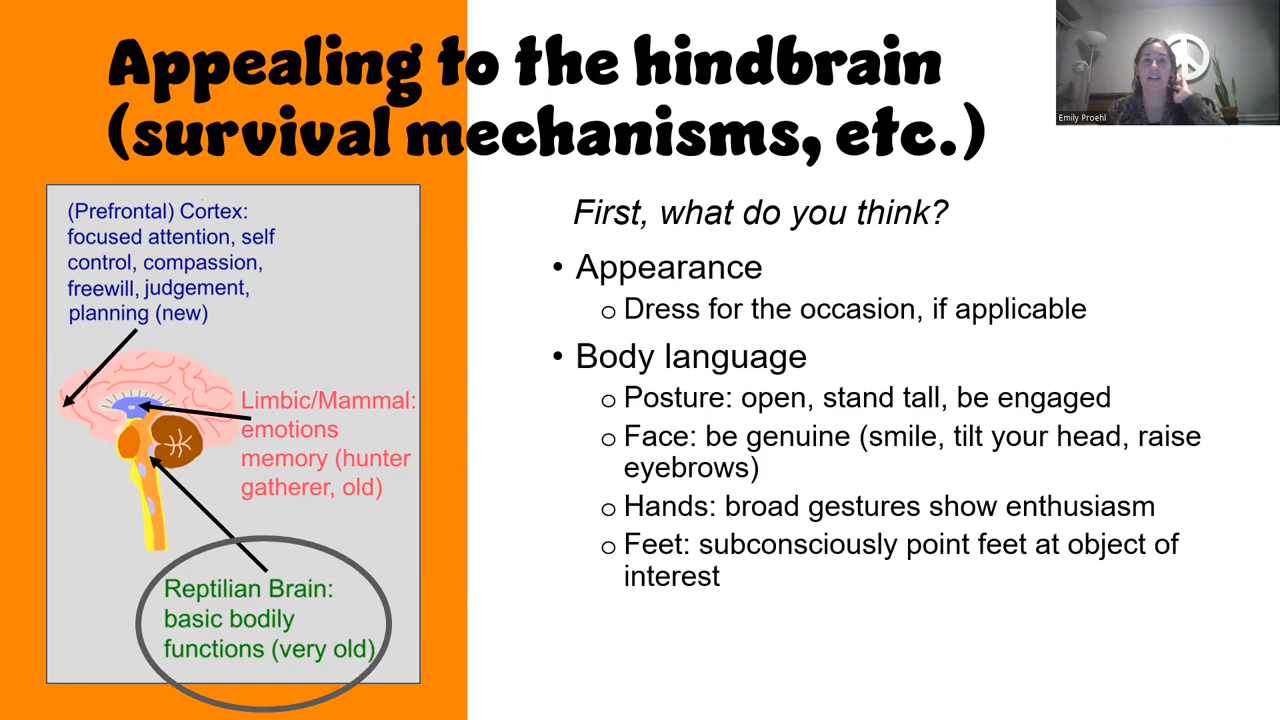 Appealing to the hindbrain
(survival mechanisms, etc.)
Emily Proehl
(Prefrontal) Cortex:
focused attention, self
control, compassion,
freewill, judgement,
planning (new)
Limbic/Mammal:
emotions
memory (hunter
gatherer, old)
Reptilian Brain:
basic bodily
functions (very old)
First, what do you think?
• Appearance
o Dress for the occasion, if applicable
• Body language
o Posture: open, stand tall, be engaged
o Face: be genuine (smile, tilt your head, raise
eyebrows)
o Hands: broad gestures show enthusiasm
o Feet: subconsciously point feet at object of
interest